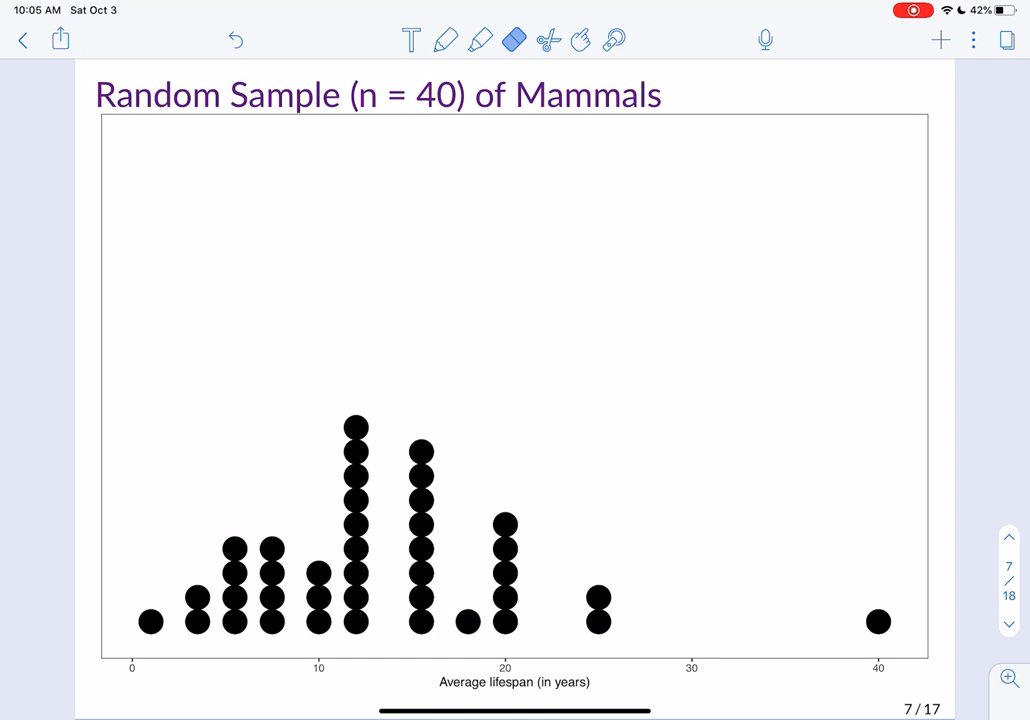 10:05 AM Sat Oct 3
42%
T
Random Sample (n = 40) of Mammals
0 10 20 30 40
Average lifespan (in years)
7
/
18
7 / 17